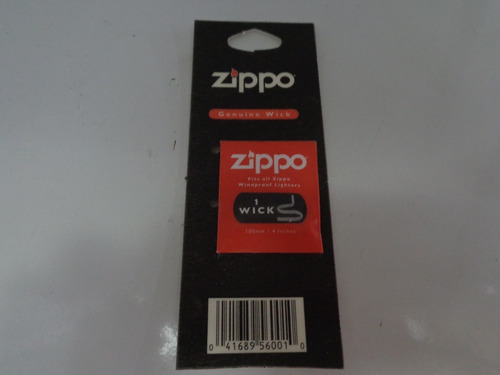 zippo
Genuine Wick
zippo
Fits all Zippo
Windproof Lighters
1
WICK
100mm / 4 inches
0 41689 56001 0